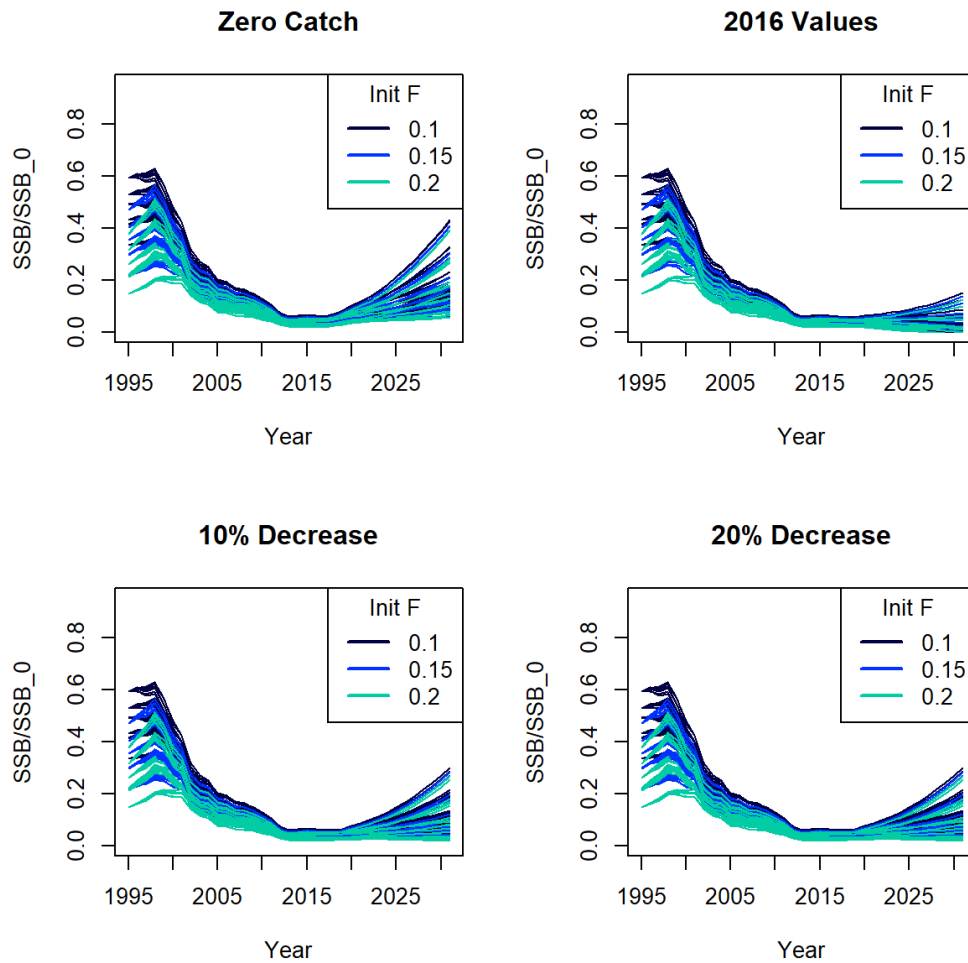 Zero Catch
SSB/SSB_0
0.0 0.2 0.4 0.6 0.8
Init F
0.1
0.15
0.2
1995 2005 2015 2025
Year
2016 Values
SSB/SSB_0
0.0 0.2 0.4 0.6 0.8
Init F
0.1
0.15
0.2
1995 2005 2015 2025
Year
10% Decrease
SSB/SSB_0
0.0 0.2 0.4 0.6 0.8
Init F
0.1
0.15
0.2
1995 2005 2015 2025
Year
20% Decrease
SSB/SSB_0
0.0 0.2 0.4 0.6 0.8
Init F
0.1
0.15
0.2
1995 2005 2015 2025
Year